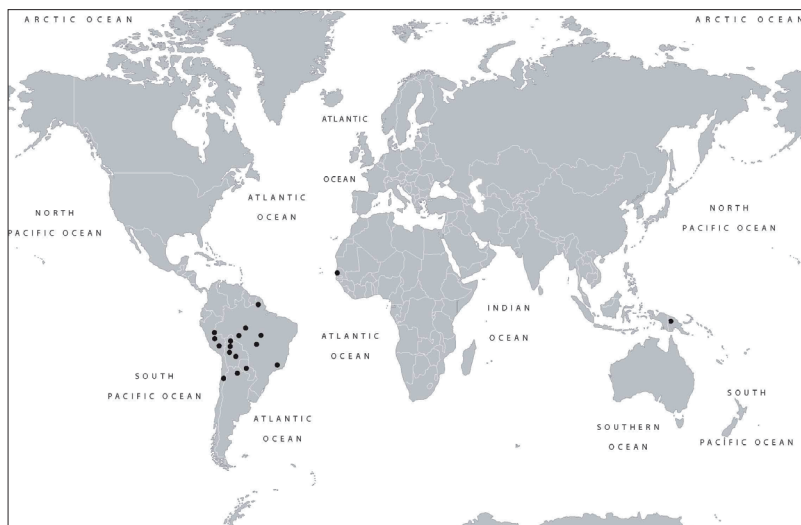 ARCTIC OCEAN
ARCTIC OCEAN
ATLANTIC
OCEAN
ATLANTIC
OCEAN
NORTH
PACIFIC OCEAN
NORTH
PACIFIC OCEAN
INDIAN
OCEAN
ATLANTIC
OCEAN
SOUTH
PACIFIC OCEAN
ATLANTIC
OCEAN
SOUTHERN
OCEAN
SOUTH
PACIFIC OCEAN